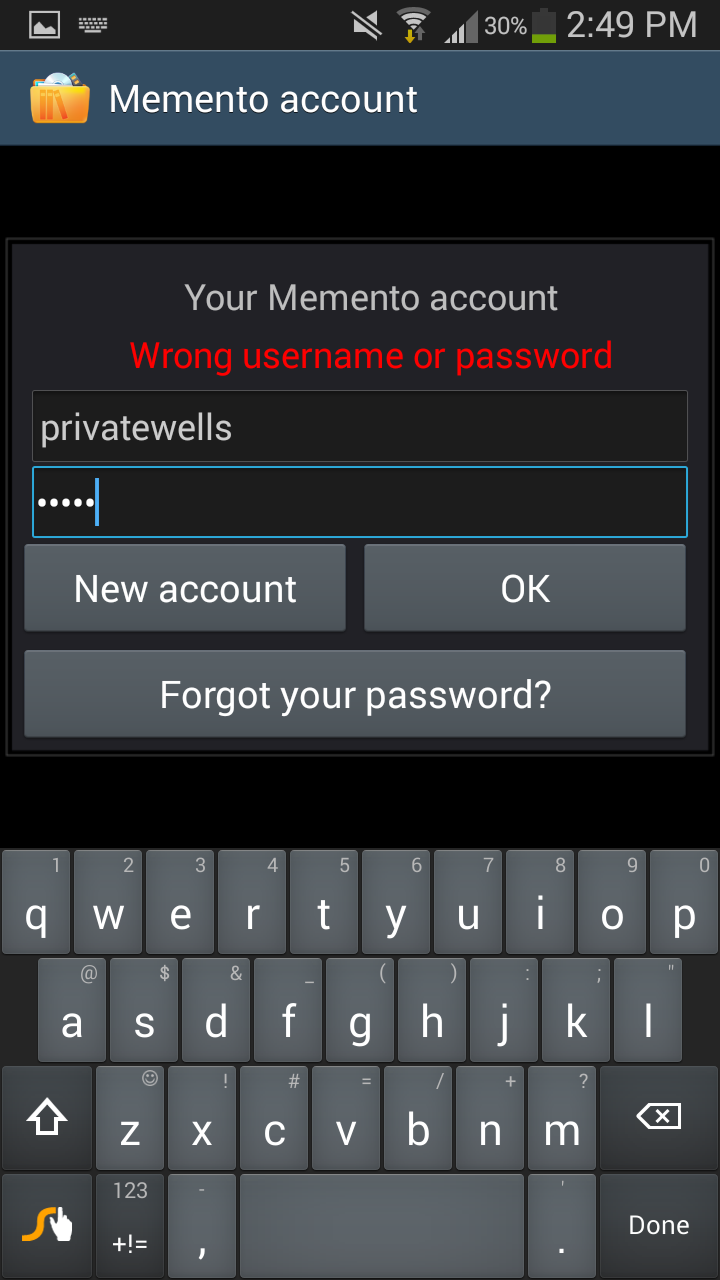 30% 2:49 PM
Memento account
Your Memento account
Wrong username or password
privatewells
•••••
New account OK
Forgot your password?
1 2 3 4 5 6 7 8 9 0
q w e r t y u i o p
@ $ & _ ( ) : ; "
a s d f g h j k l
! # = / + ?
z x c v b n m
123 - '
+!= , . Done